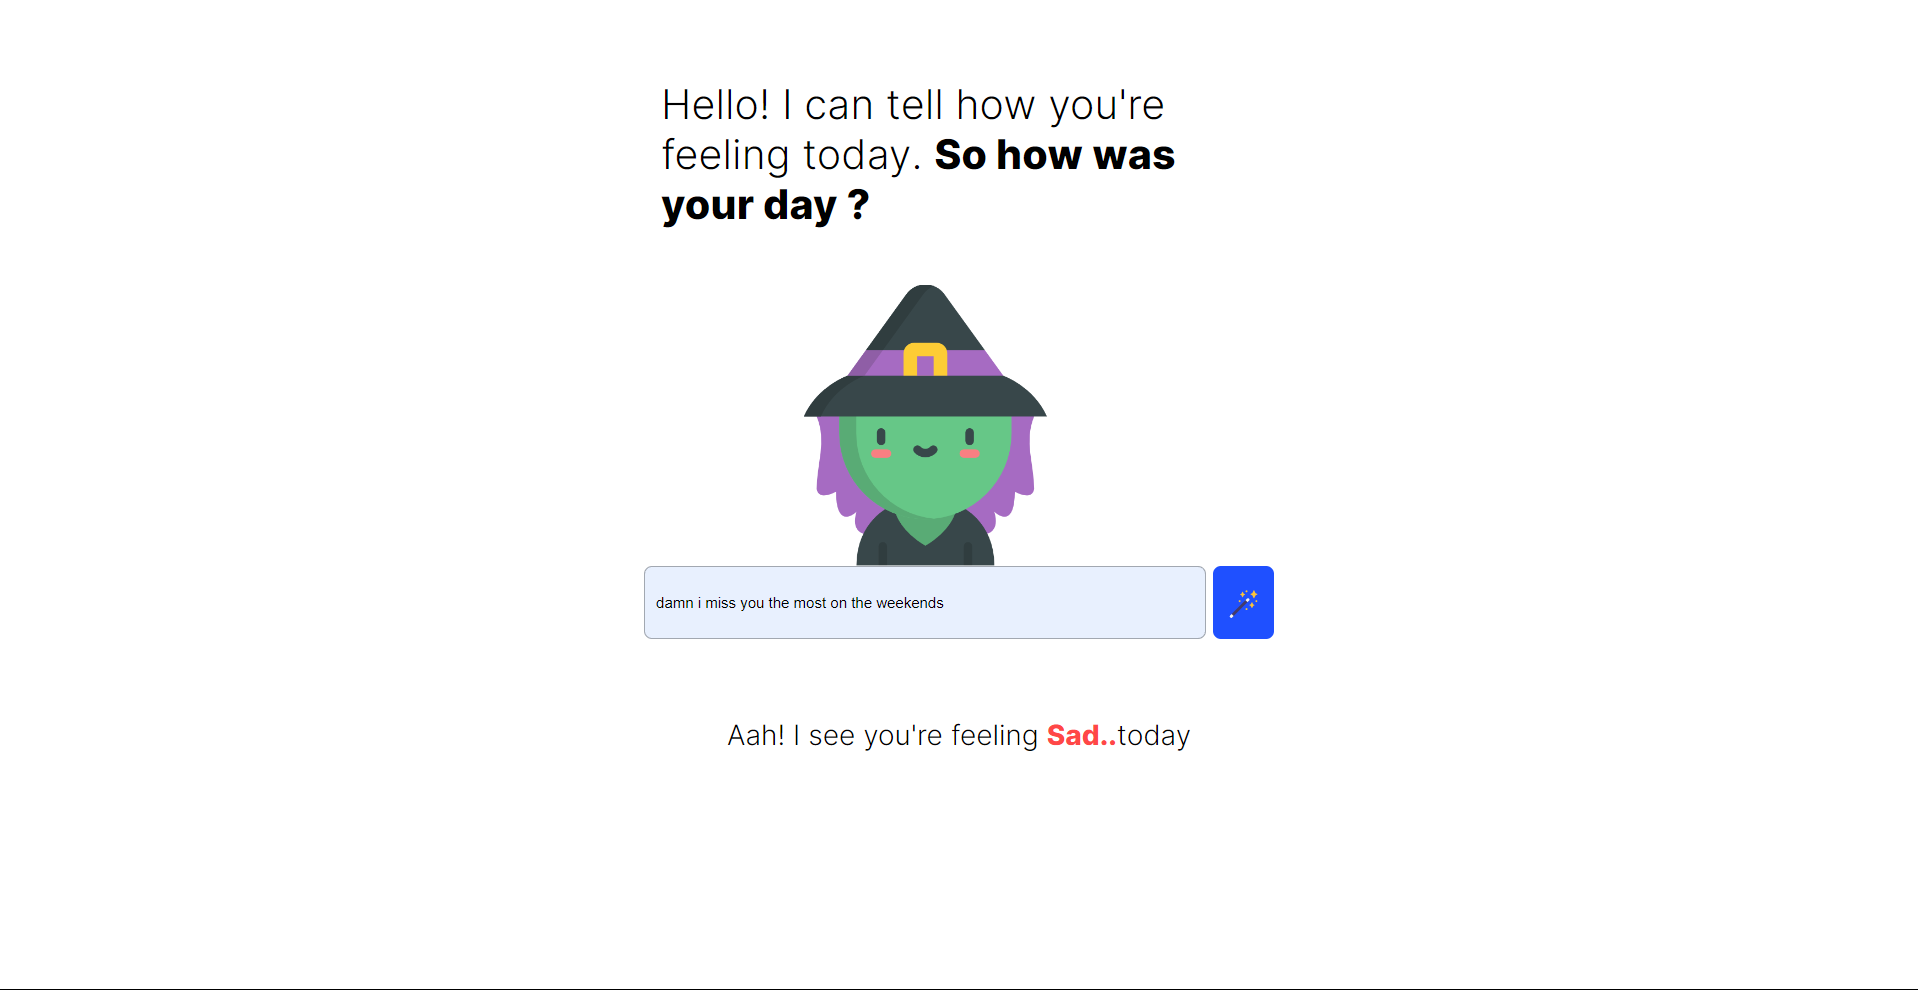 Hello! I can tell how you're
feeling today. So how was
your day ?
damn i miss you the most on the weekends
Aah! I see you're feeling Sad..today